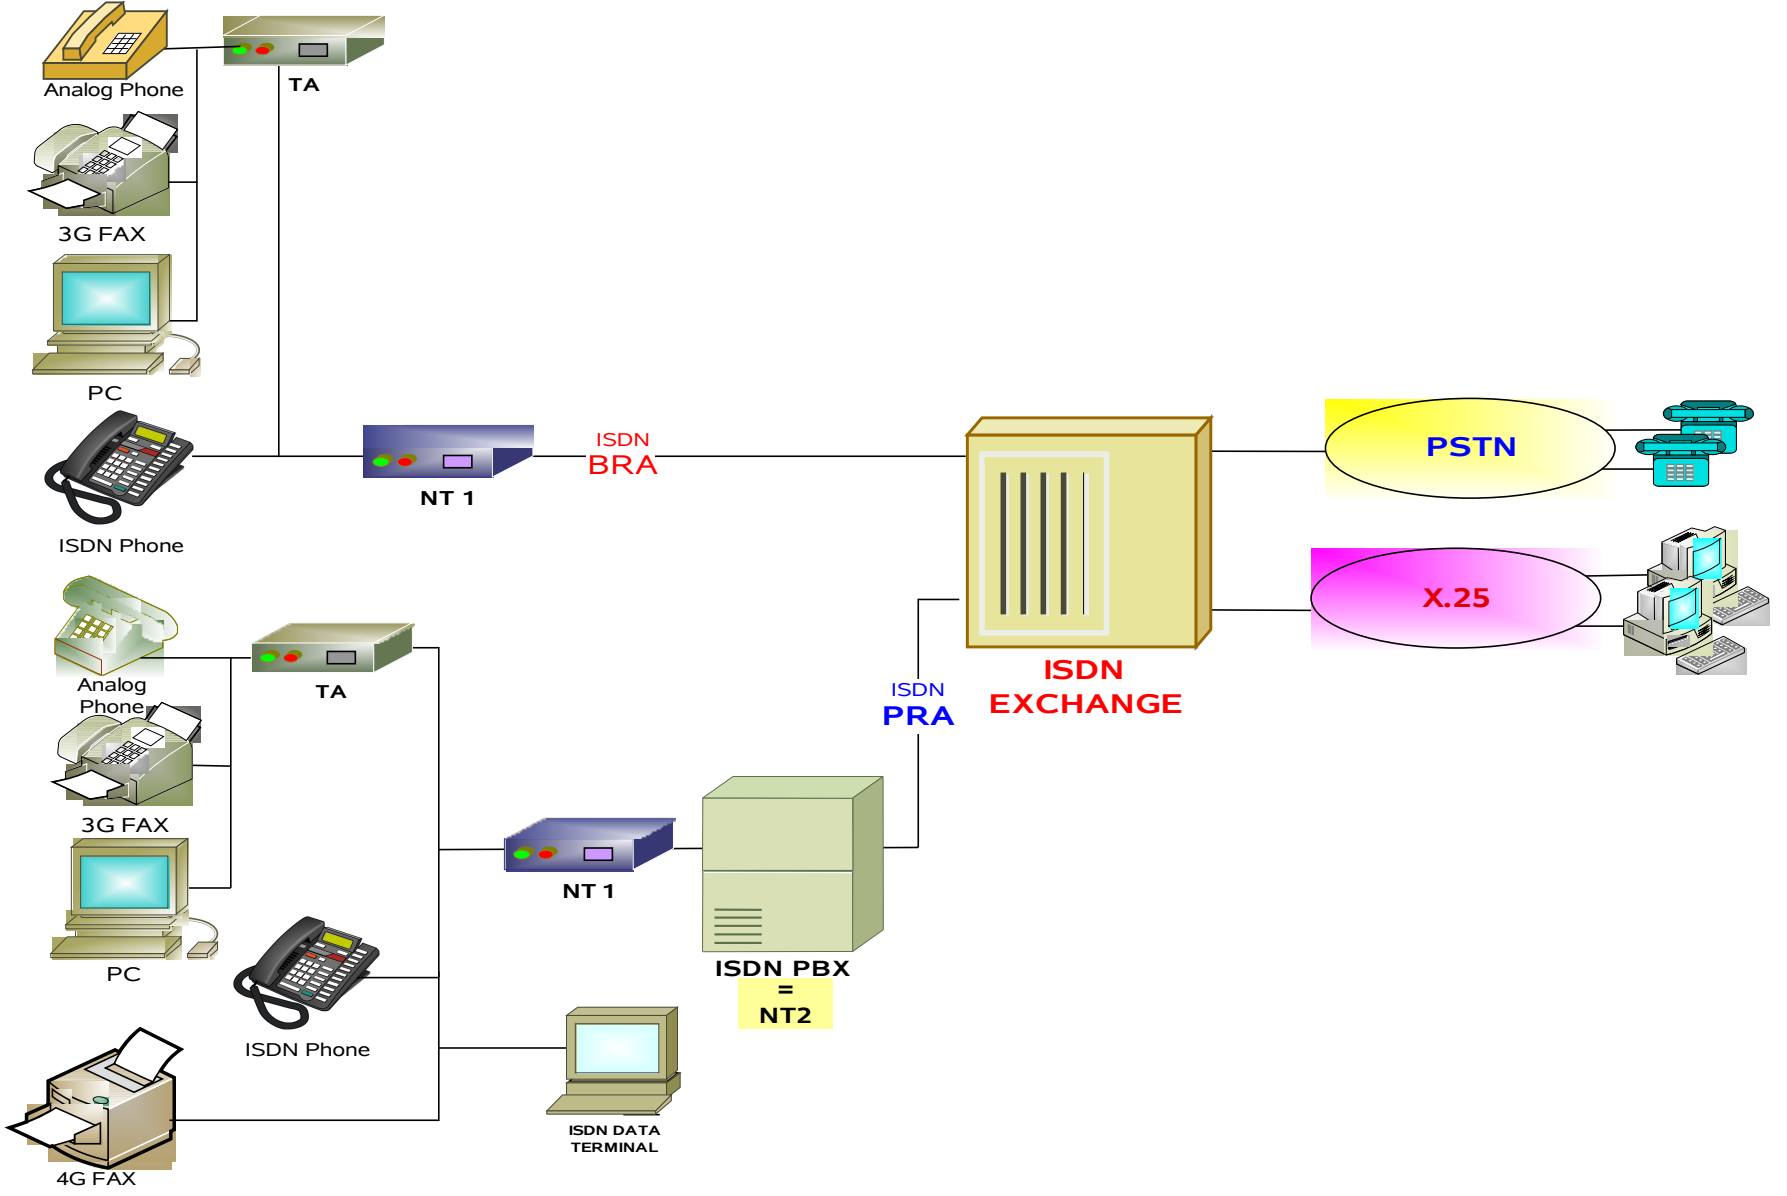 Analog Phone
TA
3G FAX
PC
ISDN Phone
NT 1
ISDN
BRA
PSTN
X.25
ISDN
EXCHANGE
ISDN
PRA
Analog
Phone
TA
3G FAX
PC
NT 1
ISDN PBX
=
NT2
ISDN Phone
ISDN DATA
TERMINAL
4G FAX